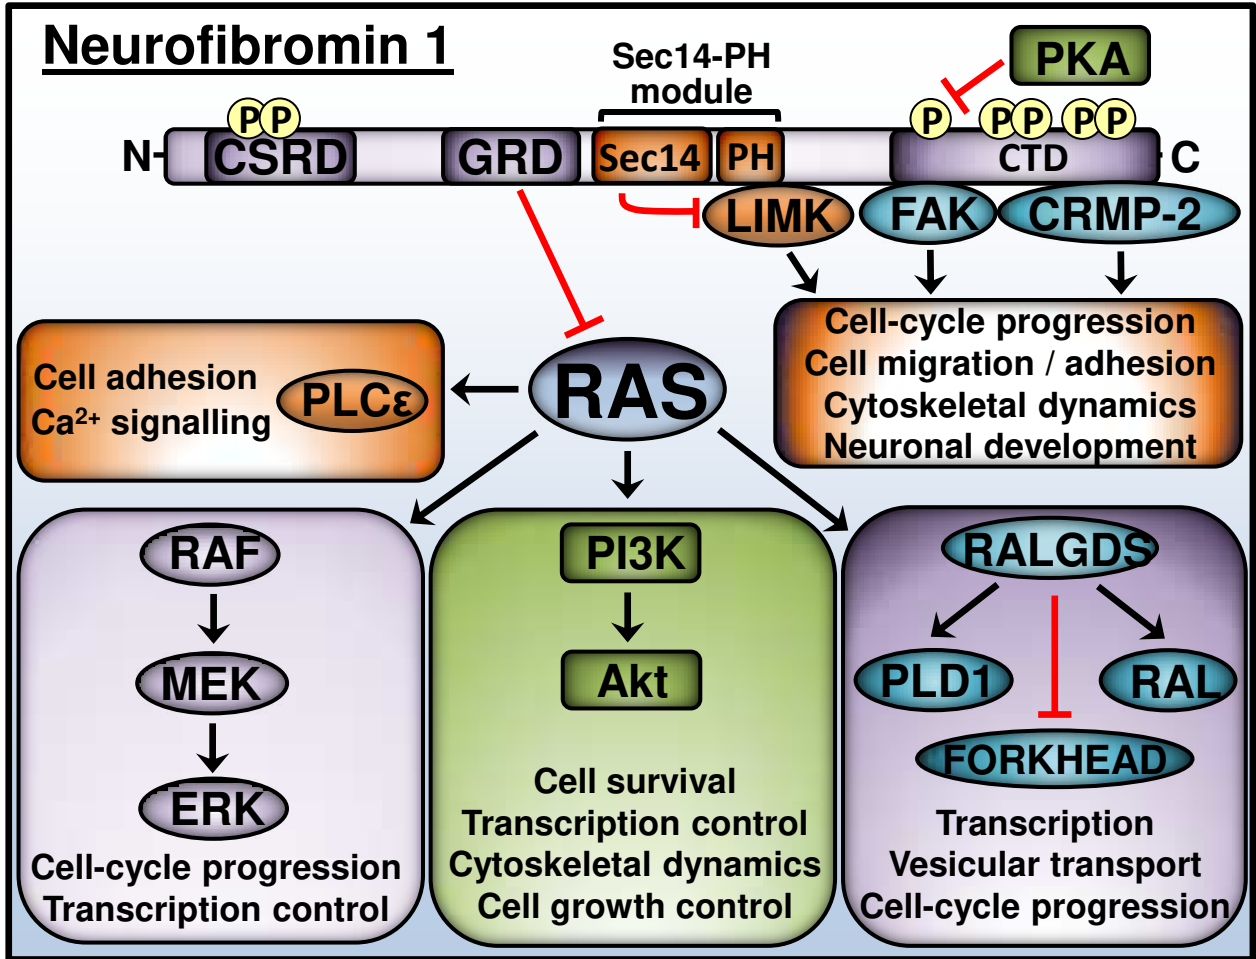 Neurofibromin 1
Sec14-PH
module
PKA
P P
P
P P
P P
N-
CSRD
GRD
Sec14
PH
CTD
-C
LIMK
FAK
CRMP-2
Cell-cycle progression
Cell migration / adhesion
Cytoskeletal dynamics
Neuronal development
Cell adhesion
Ca²⁺ signalling
PLCε
RAS
RAF
MEK
ERK
Cell-cycle progression
Transcription control
PI3K
Akt
Cell survival
Transcription control
Cytoskeletal dynamics
Cell growth control
RALGDS
PLD1
RAL
FORKHEAD
Transcription
Vesicular transport
Cell-cycle progression